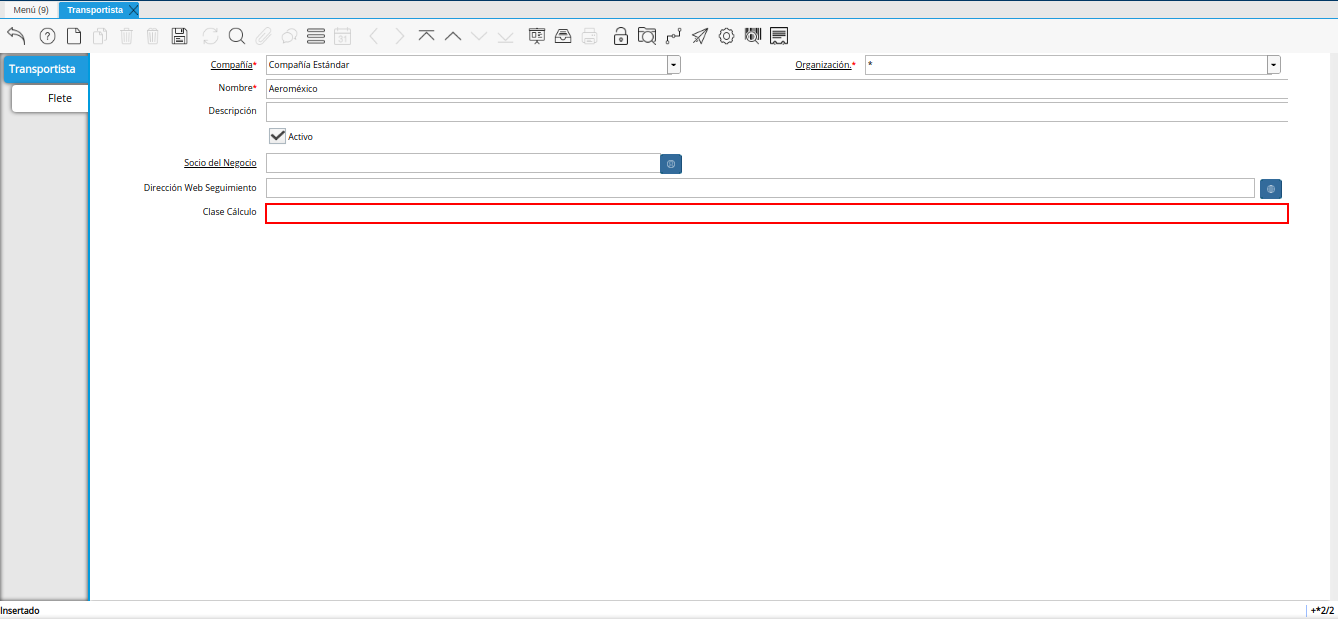 Menú (9) Transportista
Transportista
Flete
Compañía* Compañía Estándar Organización.* *
Nombre* Aeroméxico
Descripción
Activo
Socio del Negocio
Dirección Web Seguimiento
Clase Cálculo
Insertado +*2/2